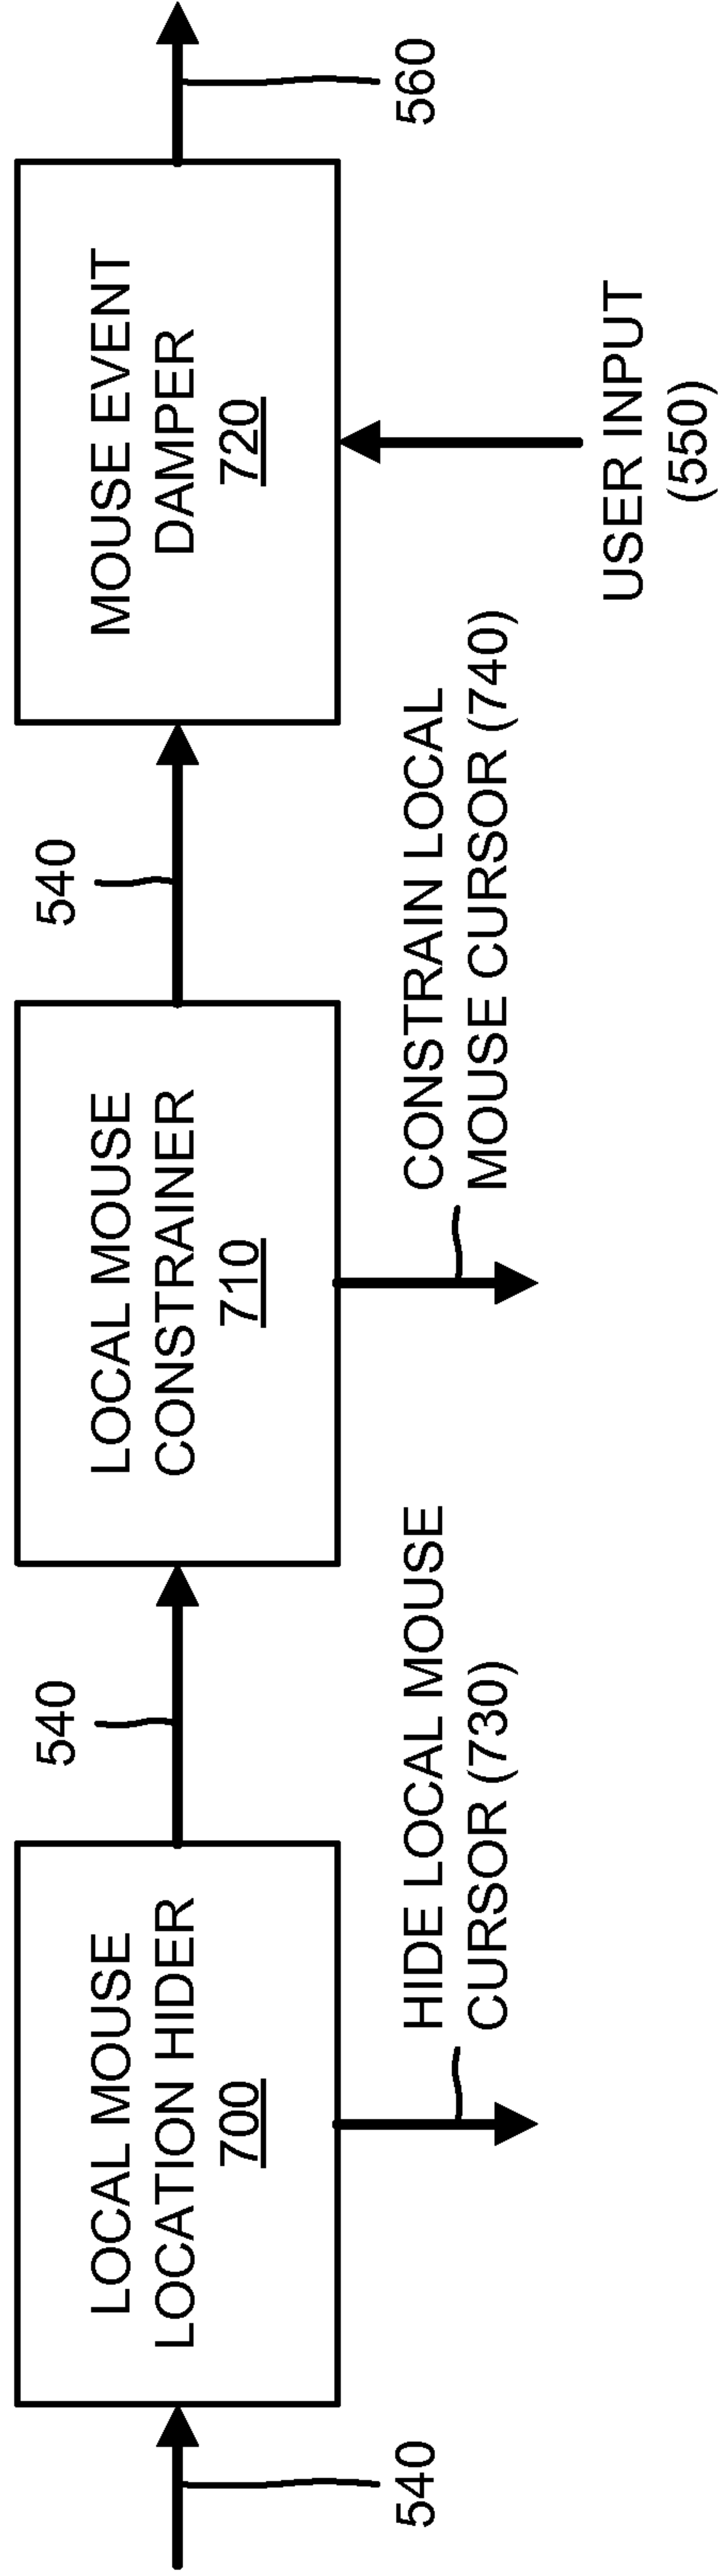 540
LOCAL MOUSE
LOCATION HIDER
700
HIDE LOCAL MOUSE
CURSOR (730)
540
LOCAL MOUSE
CONSTRAINER
710
CONSTRAIN LOCAL
MOUSE CURSOR (740)
540
MOUSE EVENT
DAMPER
720
USER INPUT
(550)
560